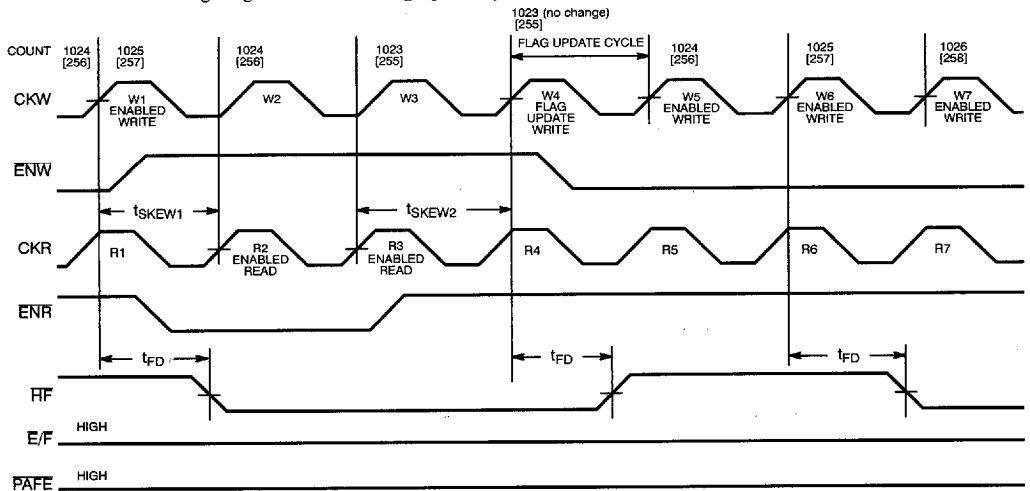 1023 (no change)
[255]
COUNT 1024 1025 1024 1023 FLAG UPDATE CYCLE 1024 1025 1026
[256] [257] [256] [255] [256] [257] [258]
CKW W1 W2 W3 W4 W5 W6 W7
ENABLED FLAG ENABLED ENABLED ENABLED
WRITE UPDATE WRITE WRITE WRITE
WRITE
ENW
tSKEW1 tSKEW2
CKR R1 R2 R3 R4 R5 R6 R7
ENABLED ENABLED
READ READ
ENR
tFD tFD tFD
HF
E/F HIGH
PAFE HIGH